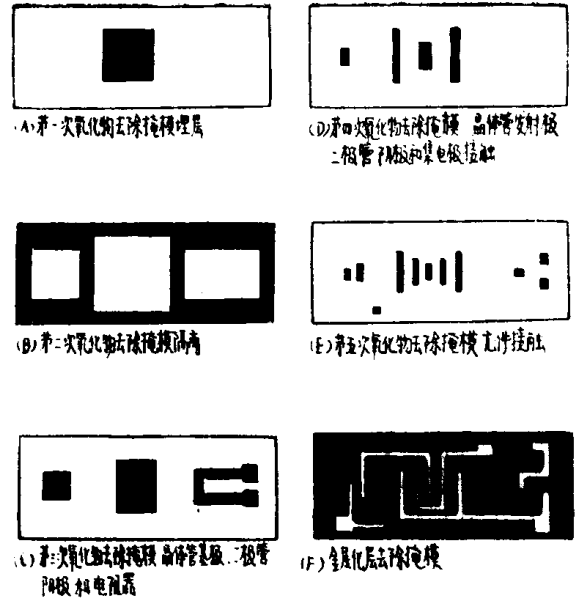 (A) 第一次氧化物去除掩模埋层
(D) 第四次氧化物去除掩模 晶体管发射极
二极管阴极和集电极接触
(B) 第二次氧化物去除掩模隔离
(E) 第五次氧化物去除掩模 元件接触
(C) 第三次氧化物去除掩模 晶体管基极、二极管
阳极和电阻器
(F) 金属化层去除掩模